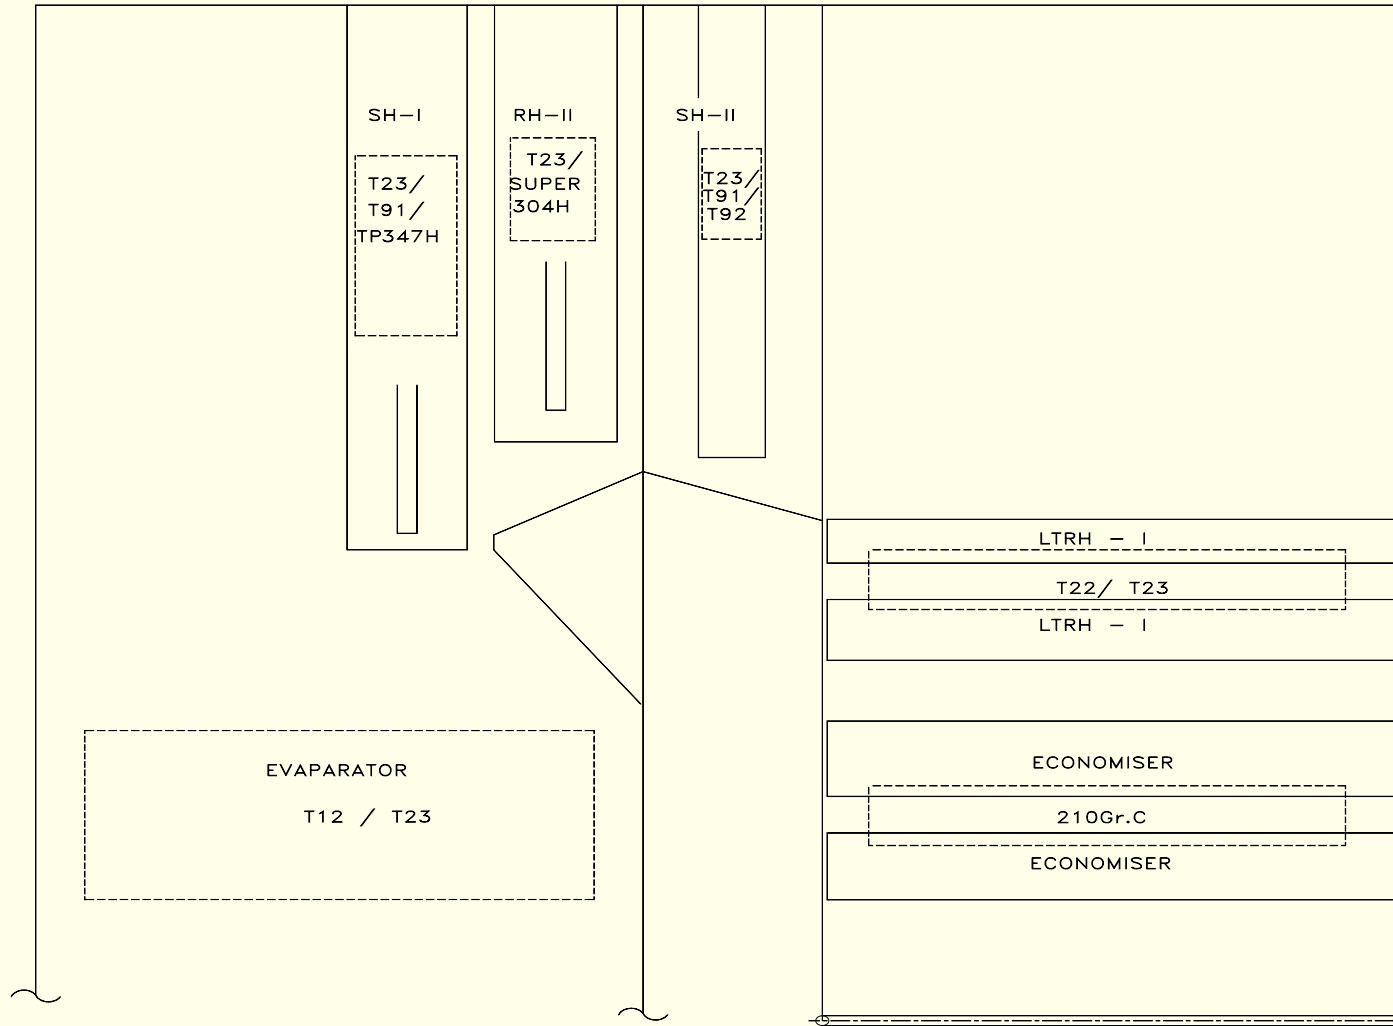 SH-I
T23/
T91/
TP347H
RH-II
T23/
SUPER
304H
SH-II
T23/
T91/
T92
LTRH - I
T22/ T23
LTRH - I
EVAPARATOR
T12 / T23
ECONOMISER
210Gr.C
ECONOMISER